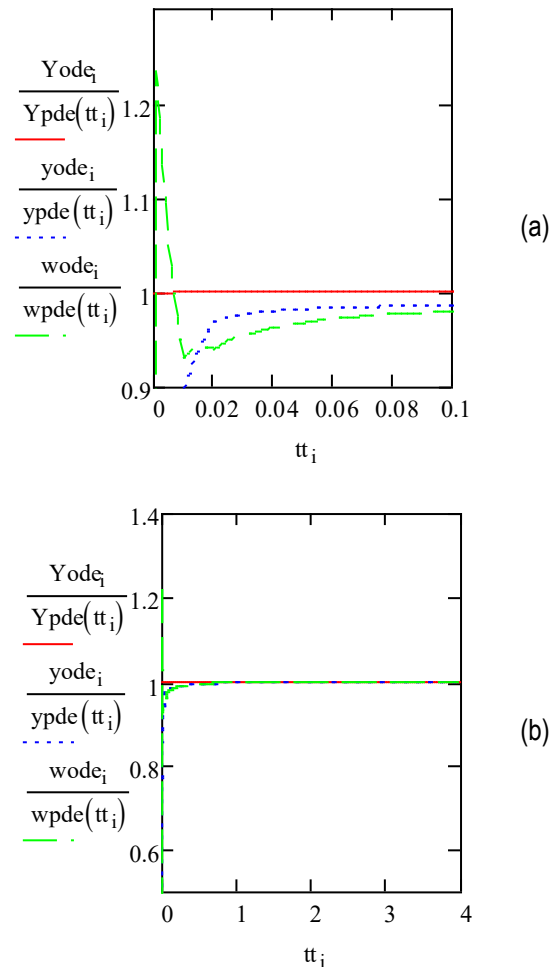 Yode_i
Ypde(tt_i)
yode_i
ypde(tt_i)
wode_i
wpde(tt_i)
1.2
1.1
1
0.9
0 0.02 0.04 0.06 0.08 0.1
tt_i
(a)
Yode_i
Ypde(tt_i)
yode_i
ypde(tt_i)
wode_i
wpde(tt_i)
1.4
1.2
1
0.8
0.6
0 1 2 3 4
tt_i
(b)